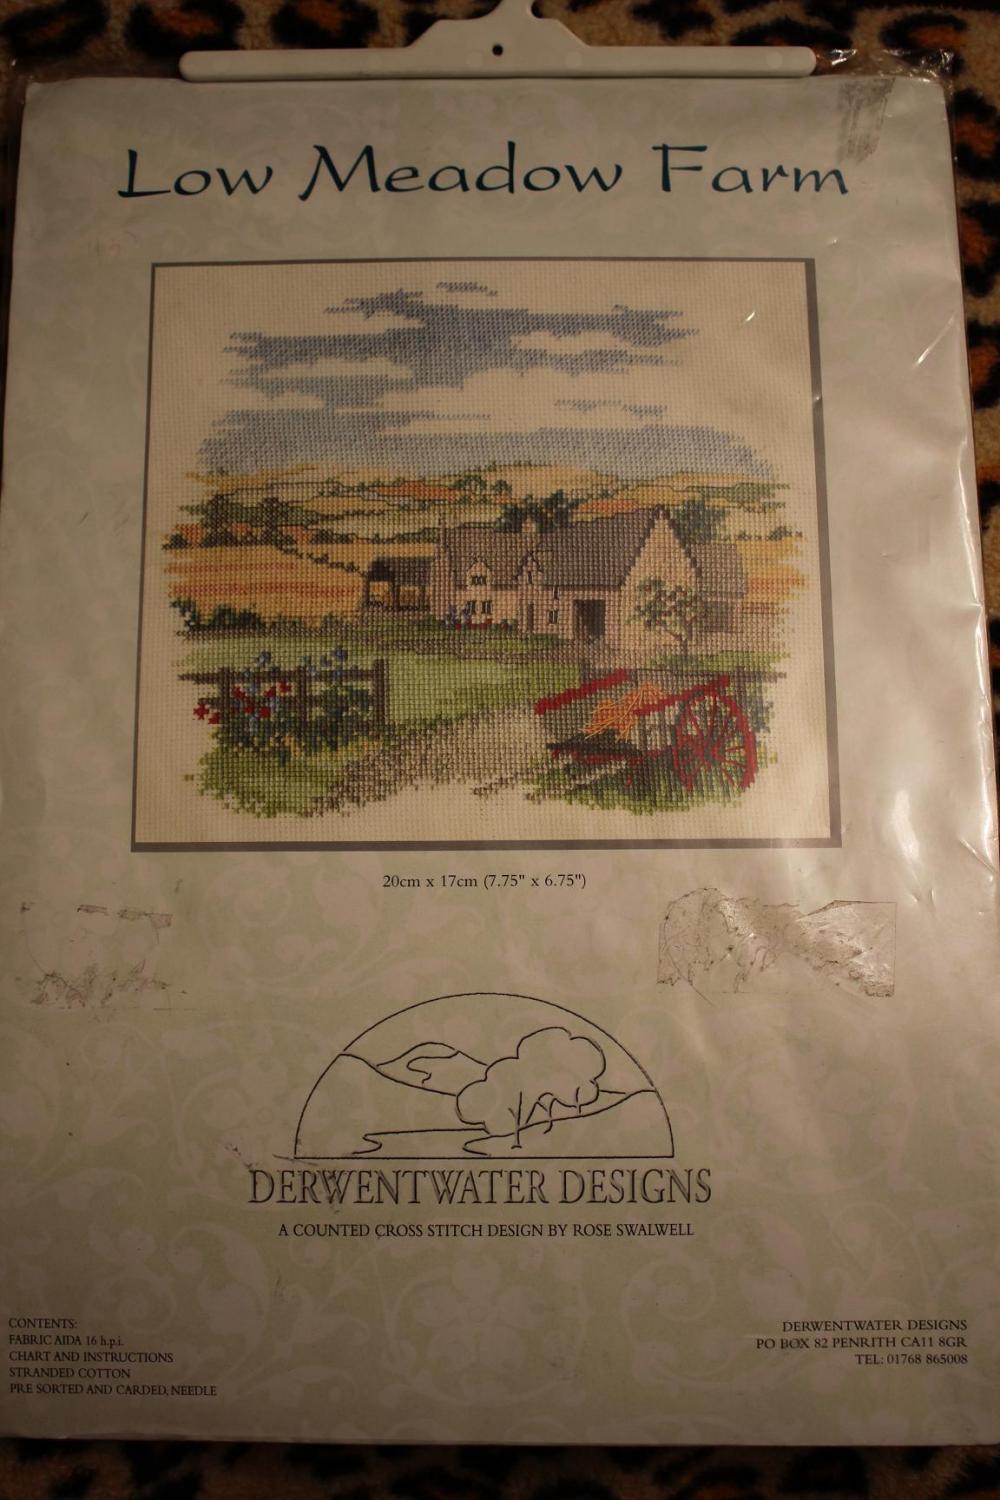 Low Meadow Farm
20cm x 17cm (7.75" x 6.75")
DERWENTWATER DESIGNS
A COUNTED CROSS STITCH DESIGN BY ROSE SWALWELL
CONTENTS:
FABRIC AIDA 16 h.p.i.
CHART AND INSTRUCTIONS
STRANDED COTTON
PRE SORTED AND CARDED, NEEDLE
DERWENTWATER DESIGNS
PO BOX 82 PENRITH CA11 8GR
TEL: 01768 865008